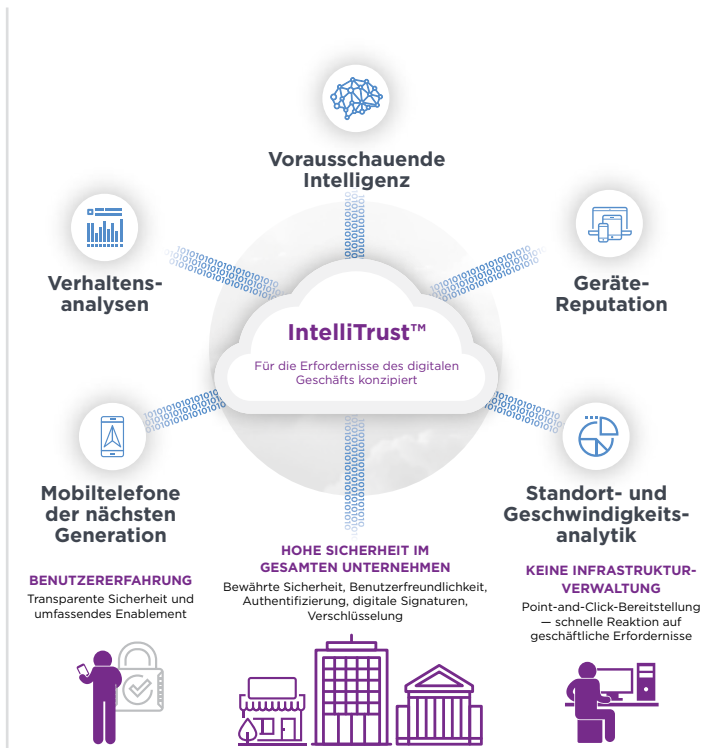 Vorausschauende
Intelligenz
Verhaltens-
analysen
Geräte-
Reputation
IntelliTrust™
Für die Erfordernisse des digitalen
Geschäfts konzipiert
Mobiltelefone
der nächsten
Generation
Standort- und
Geschwindigkeits-
analytik
BENUTZERERFAHRUNG
Transparente Sicherheit und
umfassendes Enablement
HOHE SICHERHEIT IM
GESAMTEN UNTERNEHMEN
Bewährte Sicherheit, Benutzerfreundlichkeit,
Authentifizierung, digitale Signaturen,
Verschlüsselung
KEINE INFRASTRUKTUR-
VERWALTUNG
Point-and-Click-Bereitstellung
— schnelle Reaktion auf
geschäftliche Erfordernisse